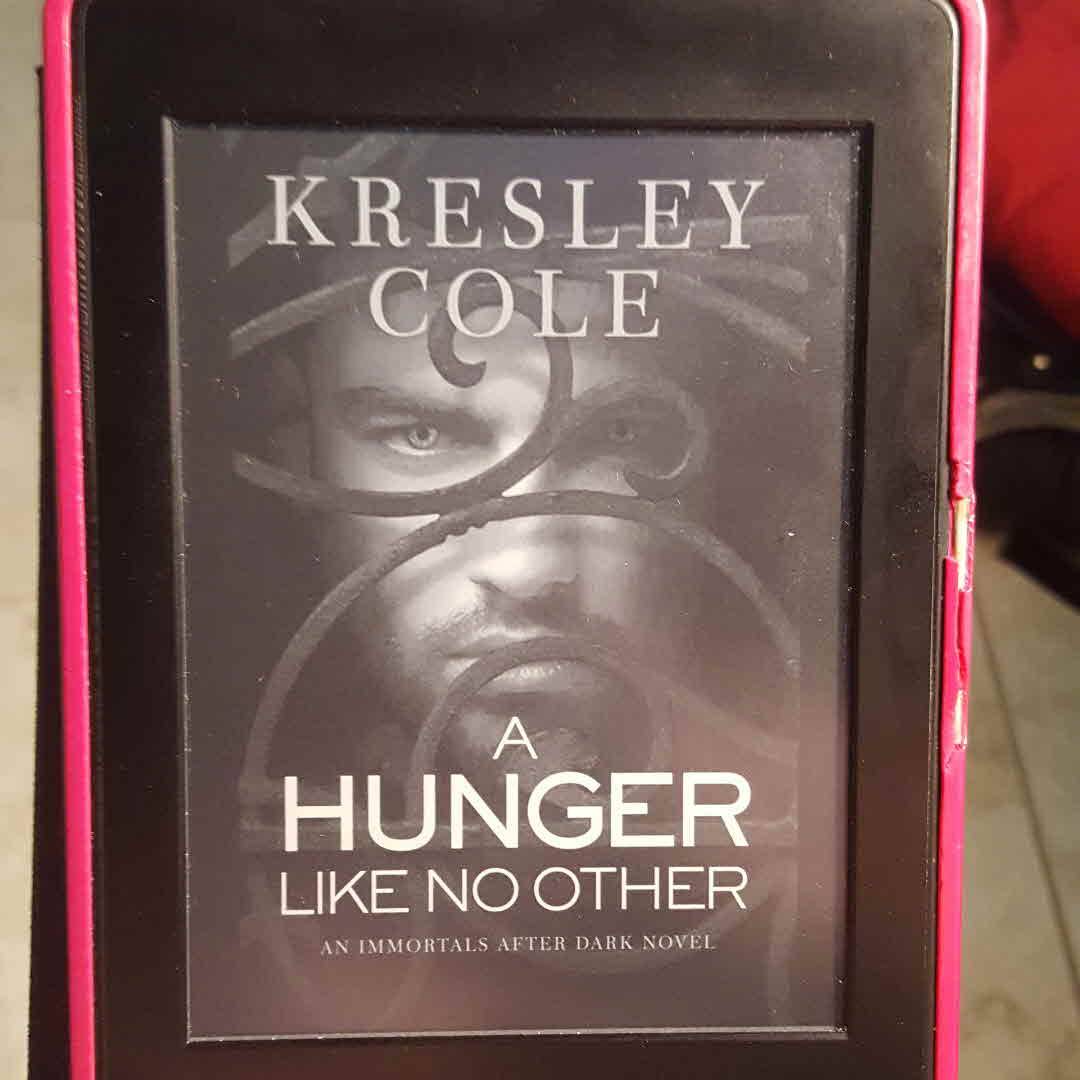 KRESLEY
COLE
A
HUNGER
LIKE NO OTHER
AN IMMORTALS AFTER DARK NOVEL